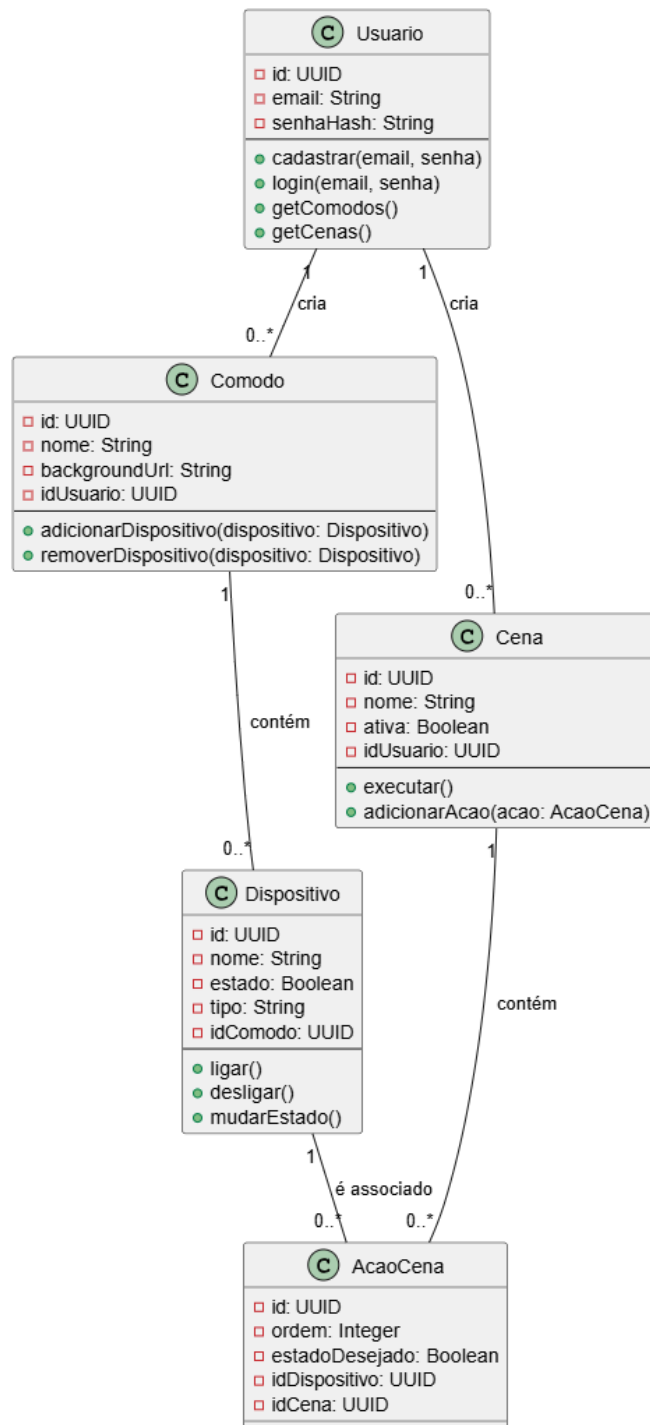 C Usuario
id: UUID
email: String
senhaHash: String
cadastrar(email, senha)
login(email, senha)
getComodos()
getCenas()
1
1
cria
cria
0..*
C Comodo
id: UUID
nome: String
backgroundUrl: String
idUsuario: UUID
adicionarDispositivo(dispositivo: Dispositivo)
removerDispositivo(dispositivo: Dispositivo)
1
0..*
C Cena
id: UUID
nome: String
ativa: Boolean
idUsuario: UUID
executar()
adicionarAcao(acao: AcaoCena)
contém
0..*
1
C Dispositivo
id: UUID
nome: String
estado: Boolean
tipo: String
idComodo: UUID
ligar()
desligar()
mudarEstado()
contém
1
é associado
0..*
0..*
C AcaoCena
id: UUID
ordem: Integer
estadoDesejado: Boolean
idDispositivo: UUID
idCena: UUID